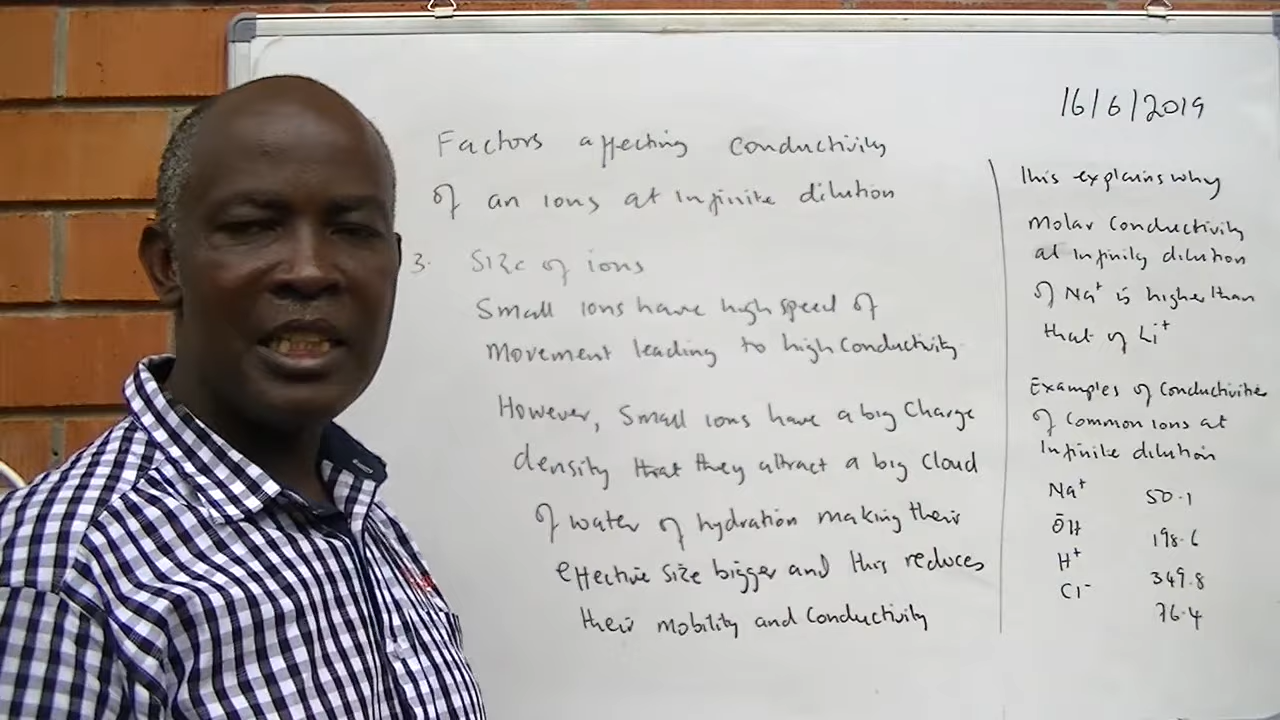 16/6/2019
Factors affecting conductivity
of an ions at infinite dilution
3. Size of ions
Small ions have high speed of
Movement leading to high Conductivity
However, Small ions have a big Charge
density that they attract a big Cloud
of water of hydration making their
effective size bigger and this reduces
their mobility and Conductivity
This explains why
Molar Conductivity
at infinity dilution
of Na⁺ is higher than
that of Li⁺
Examples of Conductivities
of Common ions at
Infinite dilution
Na⁺ 50.1
ŌH 198.6
H⁺ 349.8
Cl⁻ 76.4